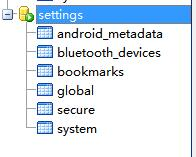 settings
android_metadata
bluetooth_devices
bookmarks
global
secure
system